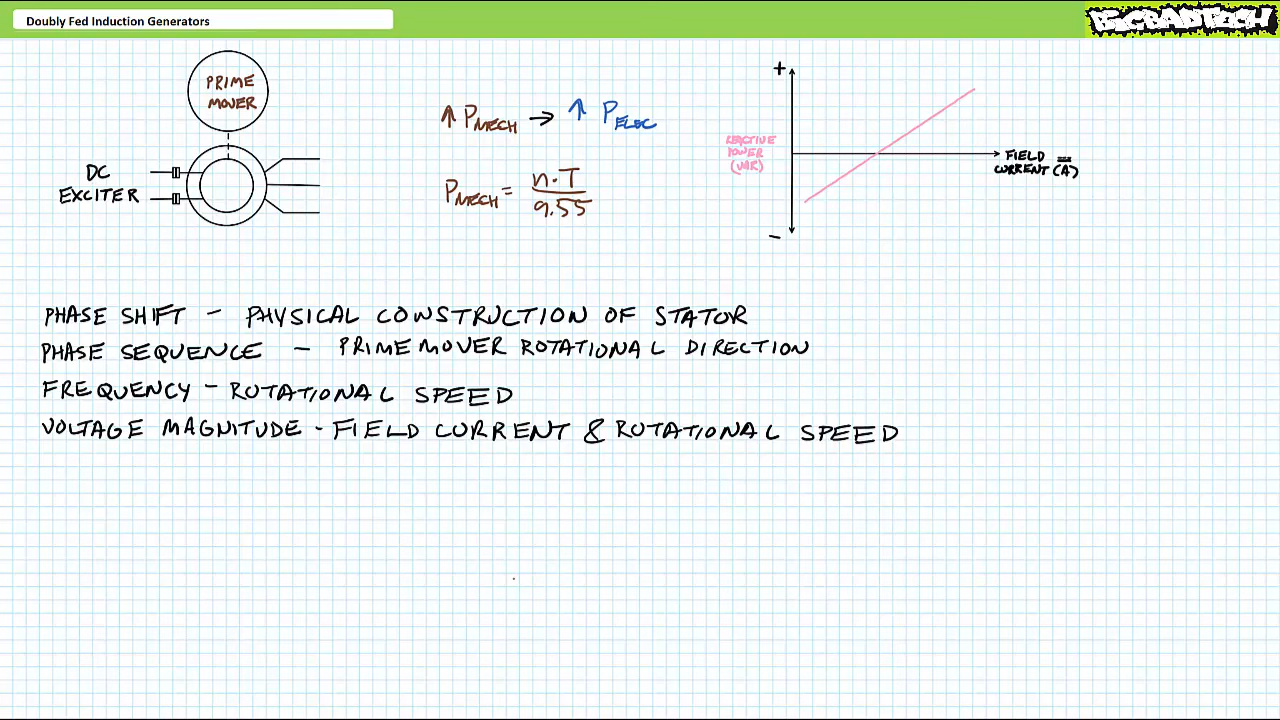 Doubly Fed Induction Generators
BIGBADTECH
PRIME
MOVER
DC
EXCITER
↑ PMECH → ↑ PELEC
PMECH = n·T
9.55
+
REACTIVE
POWER
(VAR)
-
FIELD
CURRENT (A)
PHASE SHIFT - PHYSICAL CONSTRUCTION OF STATOR
PHASE SEQUENCE - PRIME MOVER ROTATIONAL DIRECTION
FREQUENCY - ROTATIONAL SPEED
VOLTAGE MAGNITUDE - FIELD CURRENT & ROTATIONAL SPEED